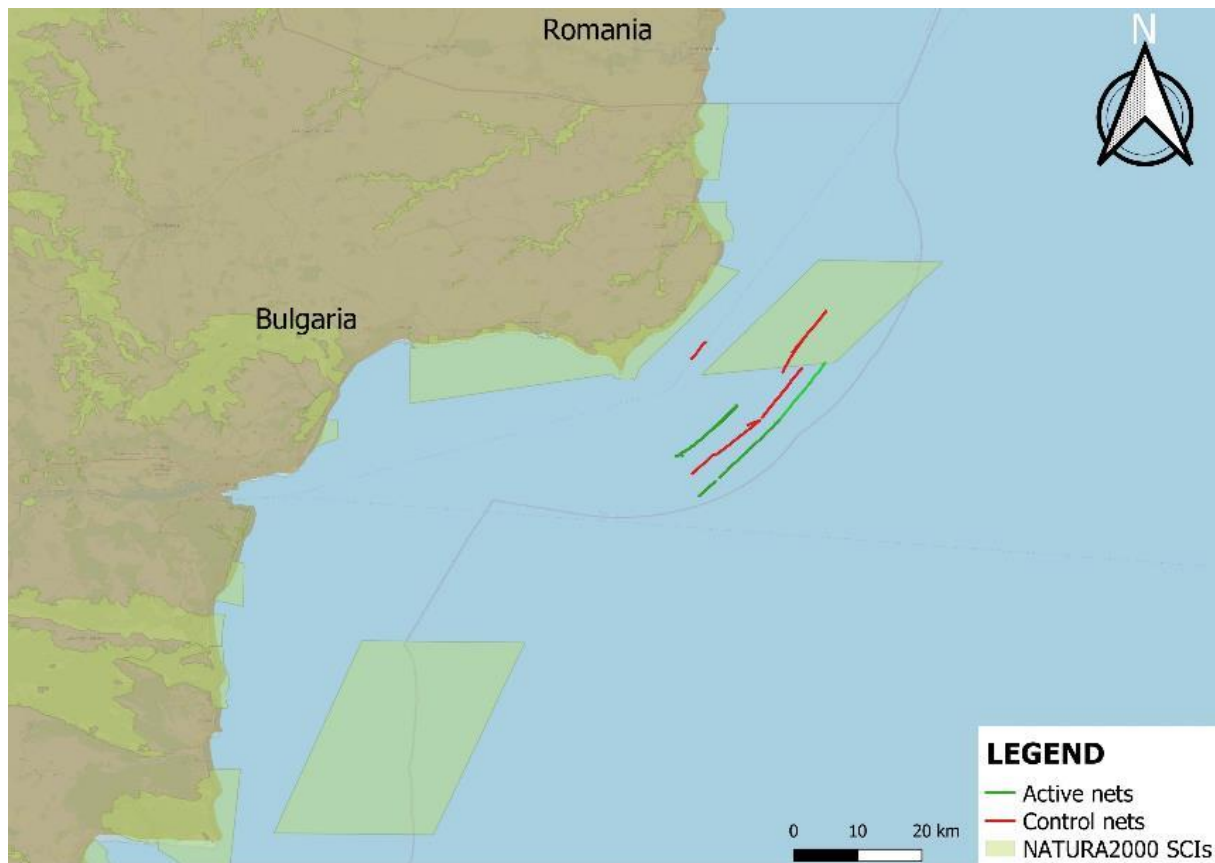 Romania
N
Bulgaria
LEGEND
Active nets
Control nets
NATURA2000 SCIs
0 10 20 km